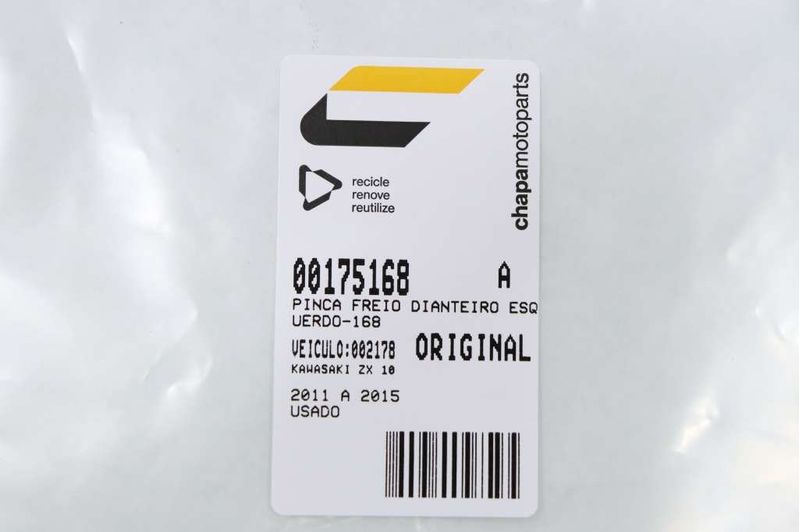 chapamotoparts
recicle
renove
reutilize
00175168 A
PINCA FREIO DIANTEIRO ESQ
UERDO-168
VEICULO:002178 ORIGINAL
KAWASAKI ZX 10
2011 A 2015
USADO